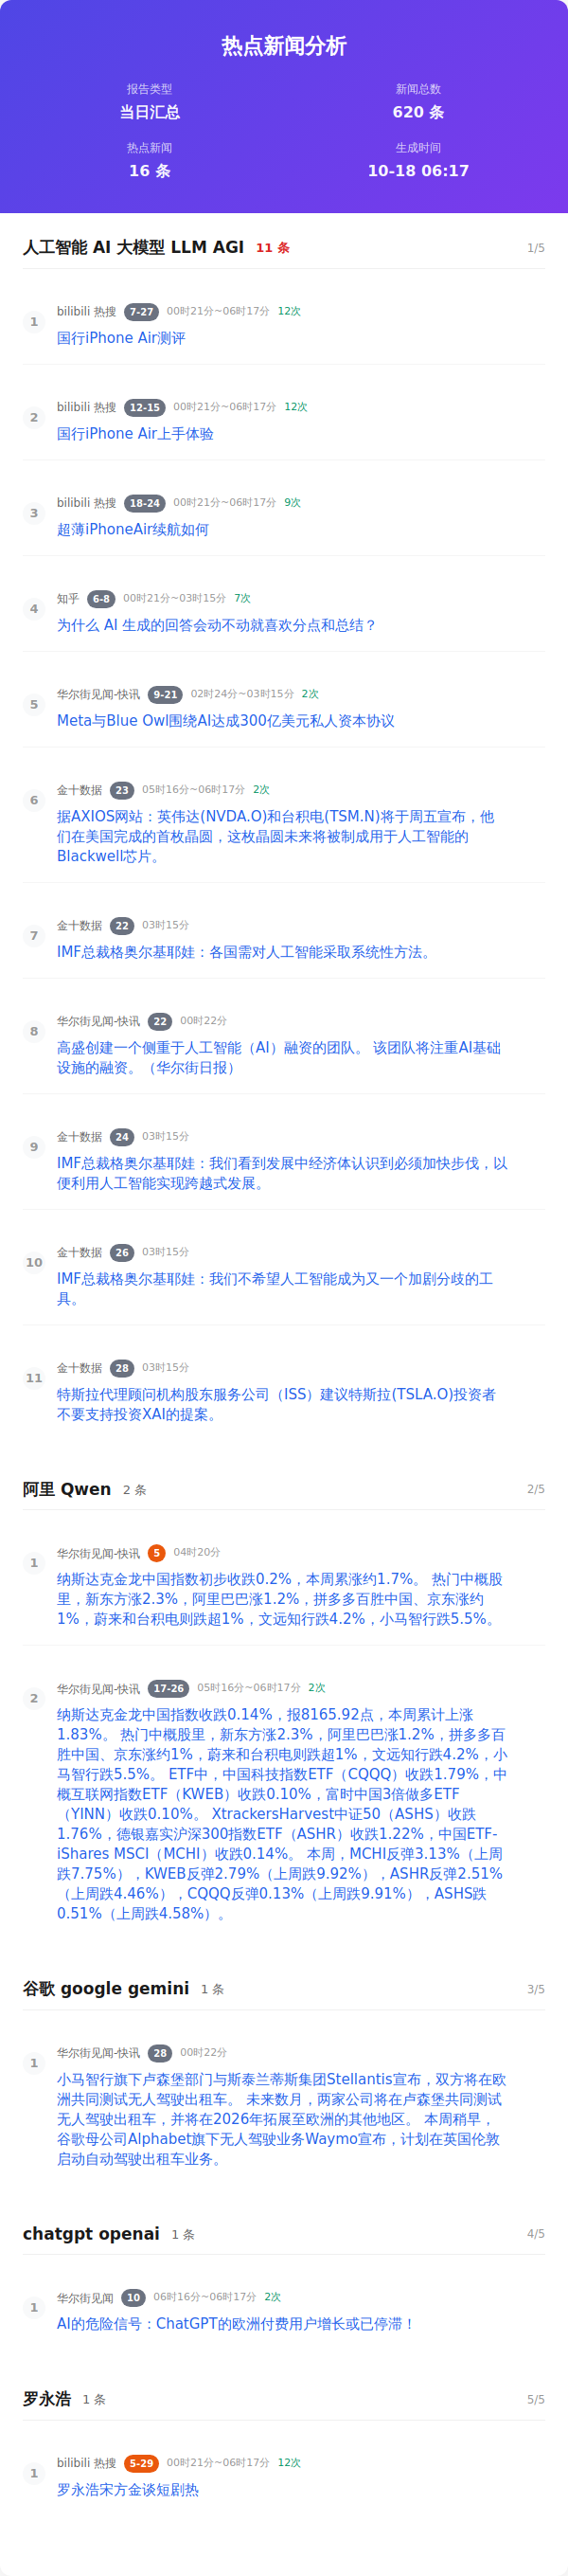 热点新闻分析
报告类型
当日汇总
新闻总数
620 条
热点新闻
16 条
生成时间
10-18 06:17
人工智能 AI 大模型 LLM AGI 11 条 1/5
1
bilibili 热搜 7-27 00时21分~06时17分 12次
国行iPhone Air测评
2
bilibili 热搜 12-15 00时21分~06时17分 12次
国行iPhone Air上手体验
3
bilibili 热搜 18-24 00时21分~06时17分 9次
超薄iPhoneAir续航如何
4
知乎 6-8 00时21分~03时15分 7次
为什么 AI 生成的回答会动不动就喜欢分点和总结？
5
华尔街见闻-快讯 9-21 02时24分~03时15分 2次
Meta与Blue Owl围绕AI达成300亿美元私人资本协议
6
金十数据 23 05时16分~06时17分 2次
据AXIOS网站：英伟达(NVDA.O)和台积电(TSM.N)将于周五宣布，他
们在美国完成的首枚晶圆，这枚晶圆未来将被制成用于人工智能的
Blackwell芯片。
7
金十数据 22 03时15分
IMF总裁格奥尔基耶娃：各国需对人工智能采取系统性方法。
8
华尔街见闻-快讯 22 00时22分
高盛创建一个侧重于人工智能（AI）融资的团队。 该团队将注重AI基础
设施的融资。（华尔街日报）
9
金十数据 24 03时15分
IMF总裁格奥尔基耶娃：我们看到发展中经济体认识到必须加快步伐，以
便利用人工智能实现跨越式发展。
10
金十数据 26 03时15分
IMF总裁格奥尔基耶娃：我们不希望人工智能成为又一个加剧分歧的工
具。
11
金十数据 28 03时15分
特斯拉代理顾问机构股东服务公司（ISS）建议特斯拉(TSLA.O)投资者
不要支持投资XAI的提案。
阿里 Qwen 2 条 2/5
1
华尔街见闻-快讯 5 04时20分
纳斯达克金龙中国指数初步收跌0.2%，本周累涨约1.7%。 热门中概股
里，新东方涨2.3%，阿里巴巴涨1.2%，拼多多百胜中国、京东涨约
1%，蔚来和台积电则跌超1%，文远知行跌4.2%，小马智行跌5.5%。
2
华尔街见闻-快讯 17-26 05时16分~06时17分 2次
纳斯达克金龙中国指数收跌0.14%，报8165.92点，本周累计上涨
1.83%。 热门中概股里，新东方涨2.3%，阿里巴巴涨1.2%，拼多多百
胜中国、京东涨约1%，蔚来和台积电则跌超1%，文远知行跌4.2%，小
马智行跌5.5%。 ETF中，中国科技指数ETF（CQQQ）收跌1.79%，中
概互联网指数ETF（KWEB）收跌0.10%，富时中国3倍做多ETF
（YINN）收跌0.10%。 XtrackersHarvest中证50（ASHS）收跌
1.76%，德银嘉实沪深300指数ETF（ASHR）收跌1.22%，中国ETF-
iShares MSCI（MCHI）收跌0.14%。 本周，MCHI反弹3.13%（上周
跌7.75%），KWEB反弹2.79%（上周跌9.92%），ASHR反弹2.51%
（上周跌4.46%），CQQQ反弹0.13%（上周跌9.91%），ASHS跌
0.51%（上周跌4.58%）。
谷歌 google gemini 1 条 3/5
1
华尔街见闻-快讯 28 00时22分
小马智行旗下卢森堡部门与斯泰兰蒂斯集团Stellantis宣布，双方将在欧
洲共同测试无人驾驶出租车。 未来数月，两家公司将在卢森堡共同测试
无人驾驶出租车，并将在2026年拓展至欧洲的其他地区。 本周稍早，
谷歌母公司Alphabet旗下无人驾驶业务Waymo宣布，计划在英国伦敦
启动自动驾驶出租车业务。
chatgpt openai 1 条 4/5
1
华尔街见闻 10 06时16分~06时17分 2次
AI的危险信号：ChatGPT的欧洲付费用户增长或已停滞！
罗永浩 1 条 5/5
1
bilibili 热搜 5-29 00时21分~06时17分 12次
罗永浩宋方金谈短剧热